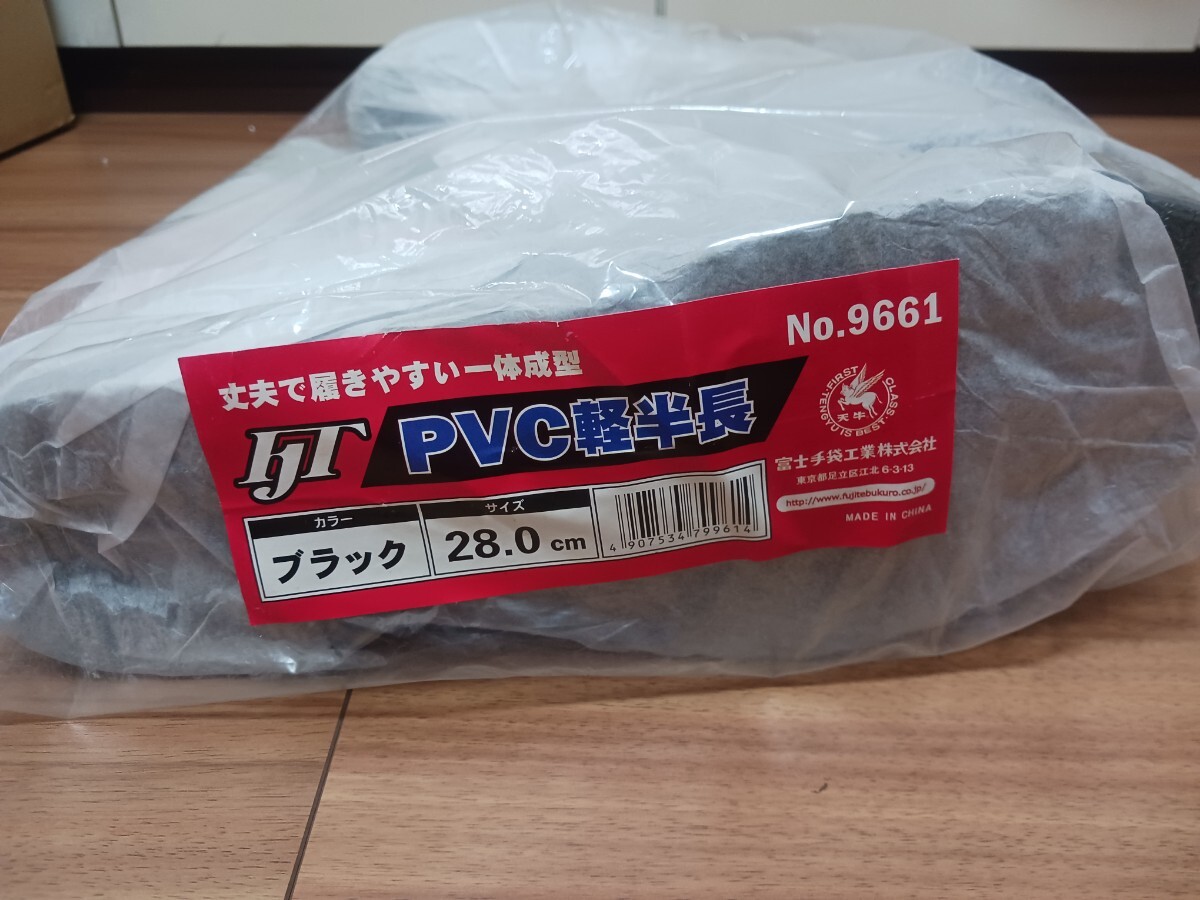 No.9661
丈夫で履きやすい一体成型
PVC軽半長
カラー
ブラック
サイズ
28.0 cm
4 907534 799614
FIRST CLASS
TENGYU IS BEST
天牛
富士手袋工業株式会社
東京都足立区江北 6-3-13
http://www.fujitebukuro.co.jp/
MADE IN CHINA